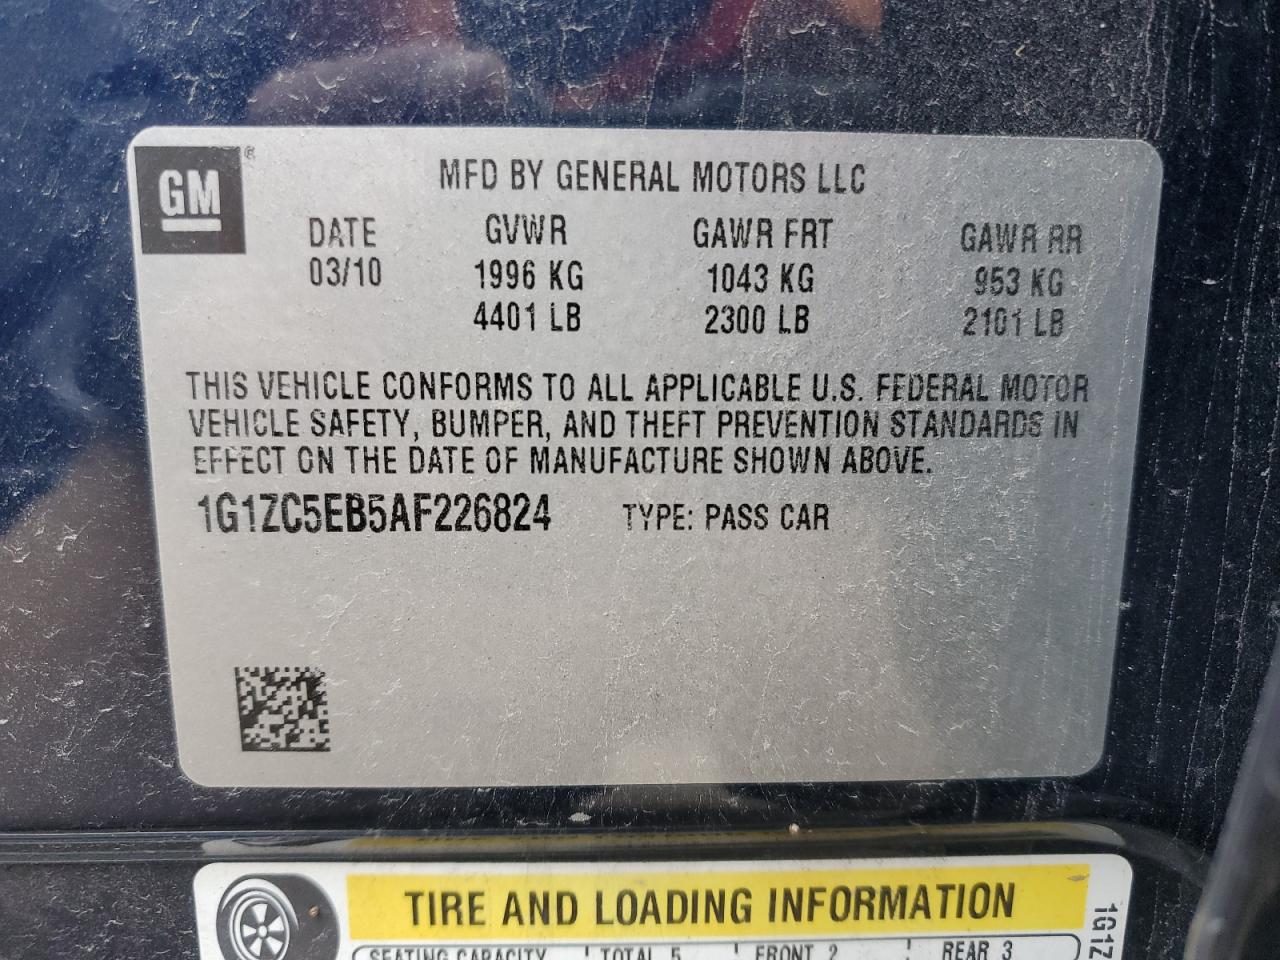 GM ®
MFD BY GENERAL MOTORS LLC
DATE GVWR GAWR FRT GAWR RR
03/10 1996 KG 1043 KG 953 KG
4401 LB 2300 LB 2101 LB
THIS VEHICLE CONFORMS TO ALL APPLICABLE U.S. FEDERAL MOTOR
VEHICLE SAFETY, BUMPER, AND THEFT PREVENTION STANDARDS IN
EFFECT ON THE DATE OF MANUFACTURE SHOWN ABOVE.
1G1ZC5EB5AF226824 TYPE: PASS CAR
TIRE AND LOADING INFORMATION
SEATING CAPACITY TOTAL 5 FRONT 2 REAR 3
1G1Z